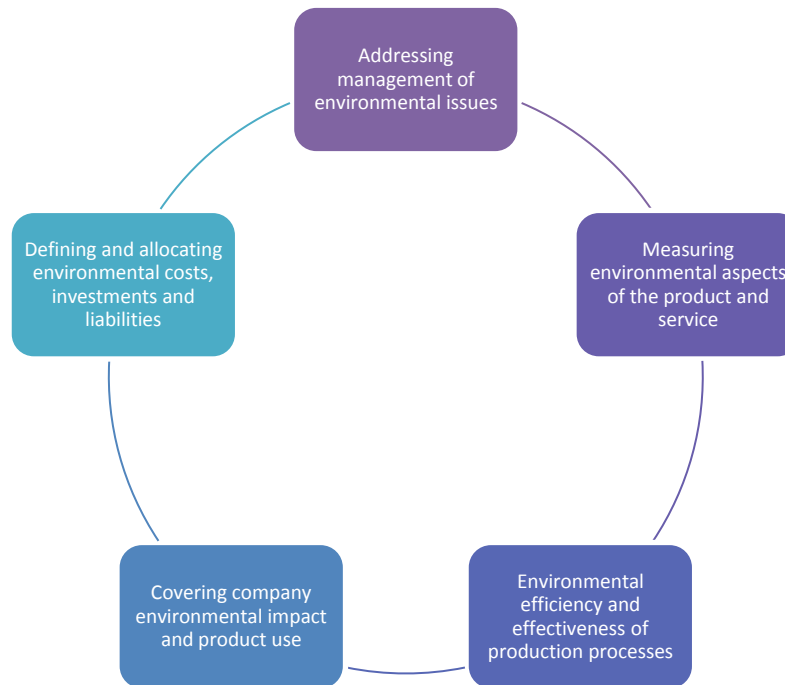 Addressing
management of
environmental issues
Measuring
environmental aspects
of the product and
service
Environmental
efficiency and
effectiveness of
production processes
Covering company
environmental impact
and product use
Defining and allocating
environmental costs,
investments and
liabilities